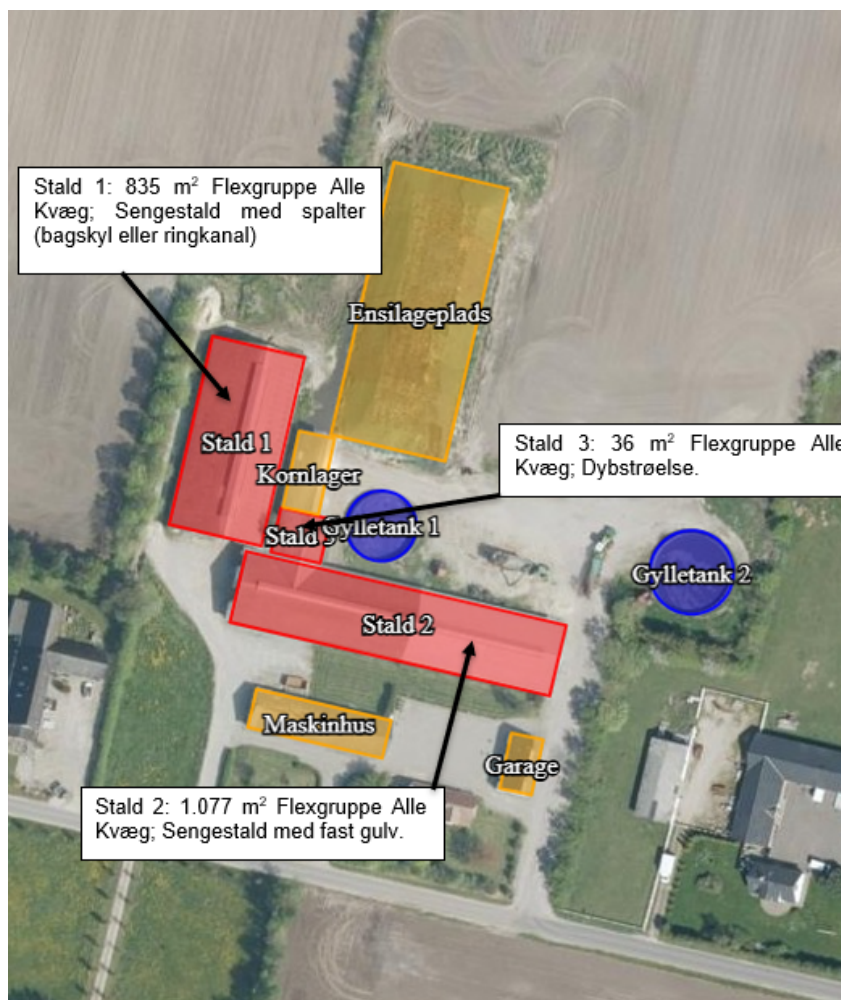 Stald 1: 835 m² Flexgruppe Alle
Kvæg; Sengestald med spalter
(bagskyl eller ringkanal)
Ensilageplads
Stald 1
Stald 3: 36 m² Flexgruppe Alle
Kvæg; Dybstrøelse.
Kornlager
Stald 3
Gylletank 1
Gylletank 2
Stald 2
Maskinhus
Garage
Stald 2: 1.077 m² Flexgruppe Alle
Kvæg; Sengestald med fast gulv.